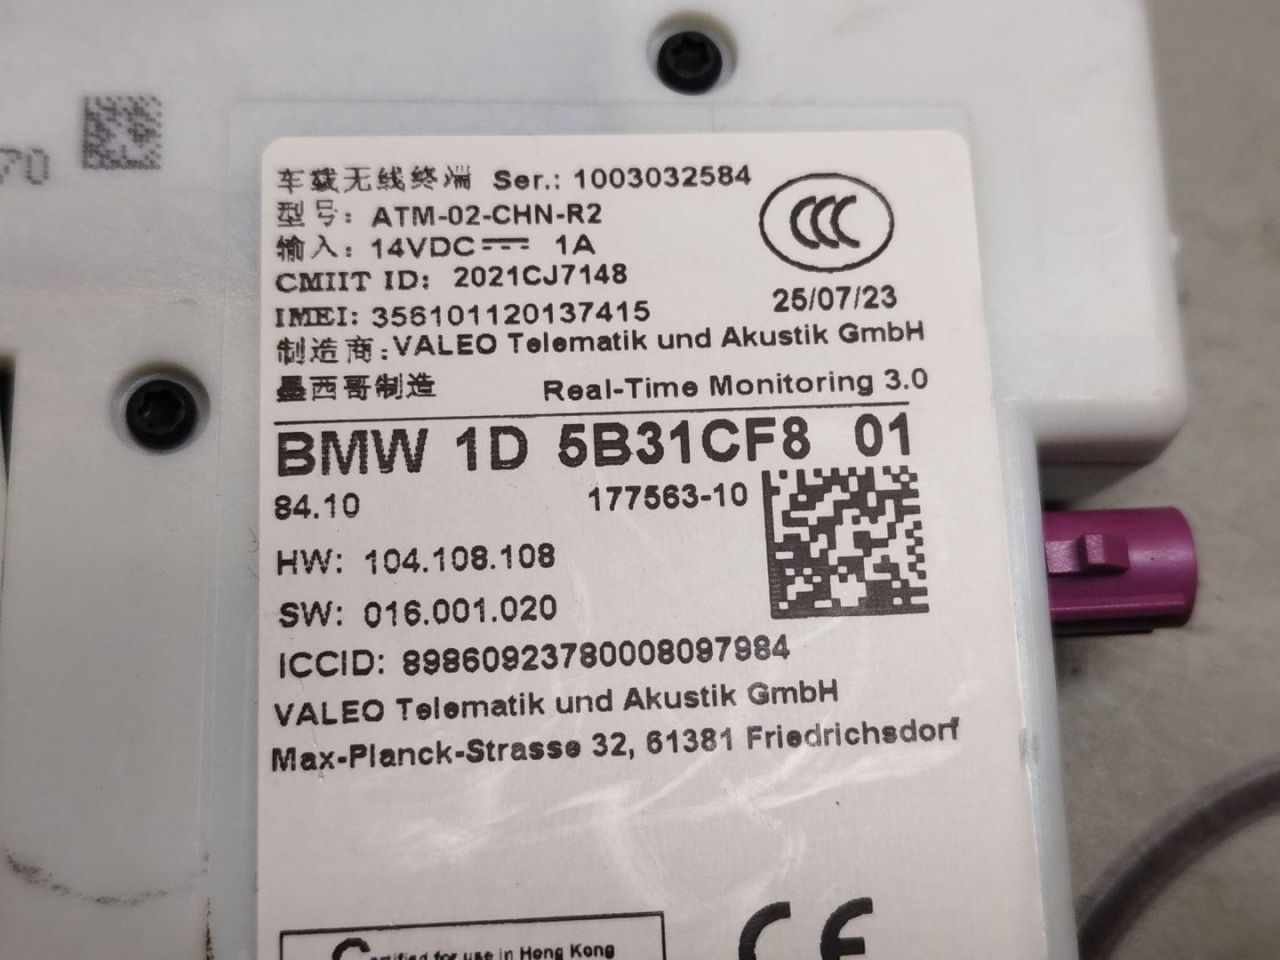 70
车载无线终端 Ser.: 1003032584
型号: ATM-02-CHN-R2
输入: 14VDC 1A
CMIIT ID: 2021CJ7148
CCC
25/07/23
IMEI: 356101120137415
制造商:VALEO Telematik und Akustik GmbH
墨西哥制造 Real-Time Monitoring 3.0
BMW 1D 5B31CF8 01
84.10 177563-10
HW: 104.108.108
SW: 016.001.020
ICCID: 89860923780008097984
VALEO Telematik und Akustik GmbH
Max-Planck-Strasse 32, 61381 Friedrichsdorf
Certified for use in Hong Kong
CE